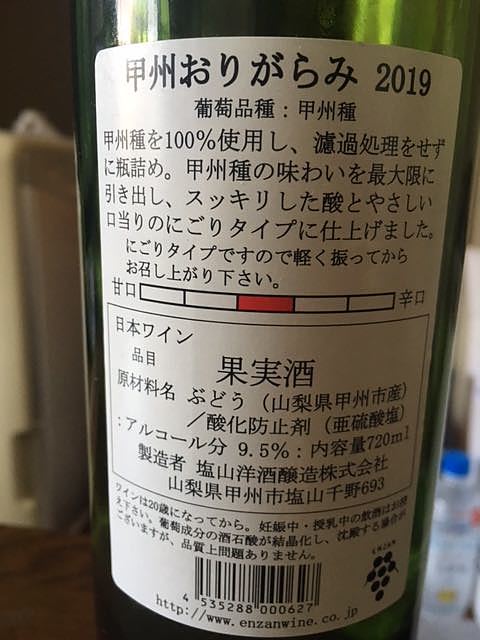 甲州おりがらみ 2019
葡萄品種：甲州種
甲州種を100％使用し、濾過処理をせず
に瓶詰め。甲州種の味わいを最大限に
引き出し、スッキリした酸とやさしい
口当りのにごりタイプに仕上げました。
にごりタイプですので軽く振ってから
お召し上がり下さい。
甘口 辛口
日本ワイン
品目 果実酒
原材料名 ぶどう（山梨県甲州市産）
／酸化防止剤（亜硫酸塩）
：アルコール分 9.5％：内容量720ml
製造者 塩山洋酒醸造株式会社
山梨県甲州市塩山千野693
ワインは20歳になってから。妊娠中・授乳中の飲酒はお控
え下さい。葡萄成分の酒石酸が結晶化し、沈殿する場合が
ございますが、品質上問題ありません。
ENZAN
4 535288 000627
http://www.enzanwine.co.jp